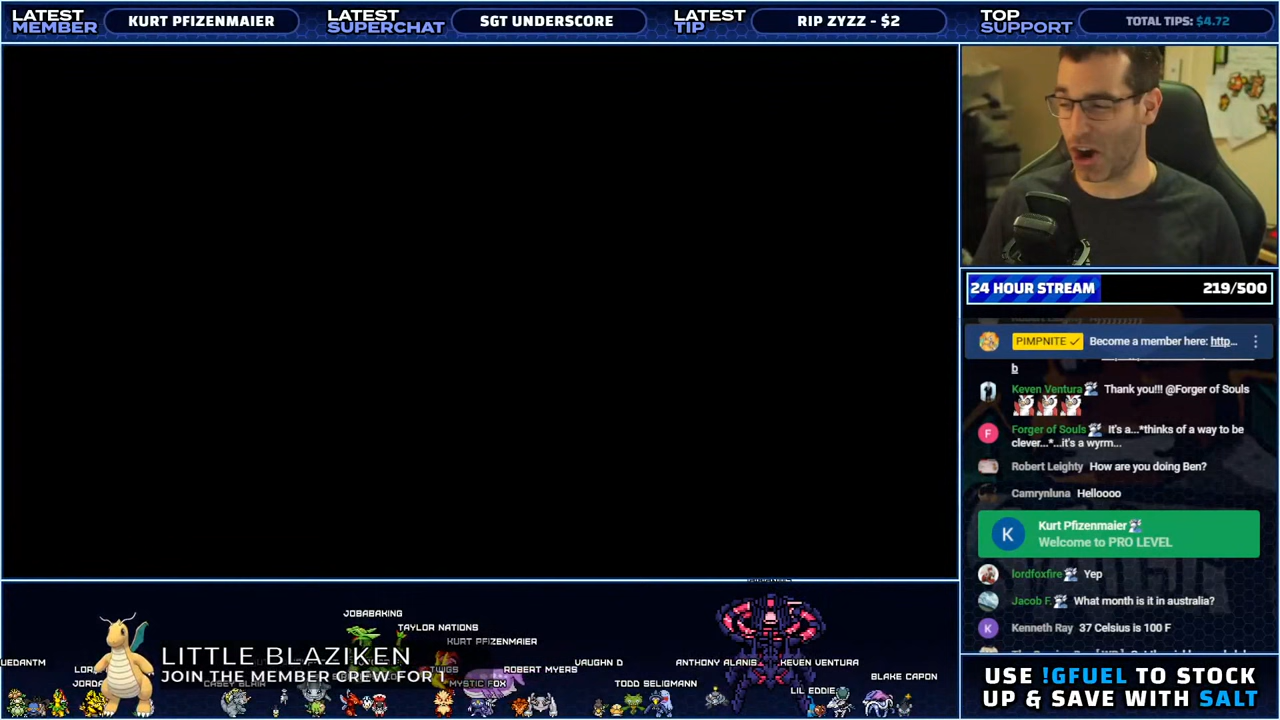 LATEST
MEMBER
KURT PFIZENMAIER
LATEST
SUPERCHAT
SGT UNDERSCORE
LATEST
TIP
RIP ZYZZ - $2
TOP
SUPPORT
TOTAL TIPS: $4.72
24 HOUR STREAM 219/500
PIMPNITE Become a member here: http...
b
Keven Ventura Thank you!!! @Forger of Souls
Forger of Souls It's a...*thinks of a way to be
clever...*...it's a wyrm...
Robert Leighty How are you doing Ben?
Camrynluna Helloooo
K
Kurt Pfizenmaier
Welcome to PRO LEVEL
lordfoxfire Yep
Jacob F. What month is it in australia?
Kenneth Ray 37 Celsius is 100 F
USE !GFUEL TO STOCK
UP & SAVE WITH SALT
JOBABAKING
TAYLOR NATIONS
KURT PFIZENMAIER
LITTLE BLAZIKEN
JOIN THE MEMBER CREW FOR 1
TWIGS
MYSTIC FOX
ROBERT MYERS
VAUGHN D
TODD SELIGMANN
ANTHONY ALANIS
KEVEN VENTURA
LIL EDDIE
BLAKE CAPON
CASEY BLAIR